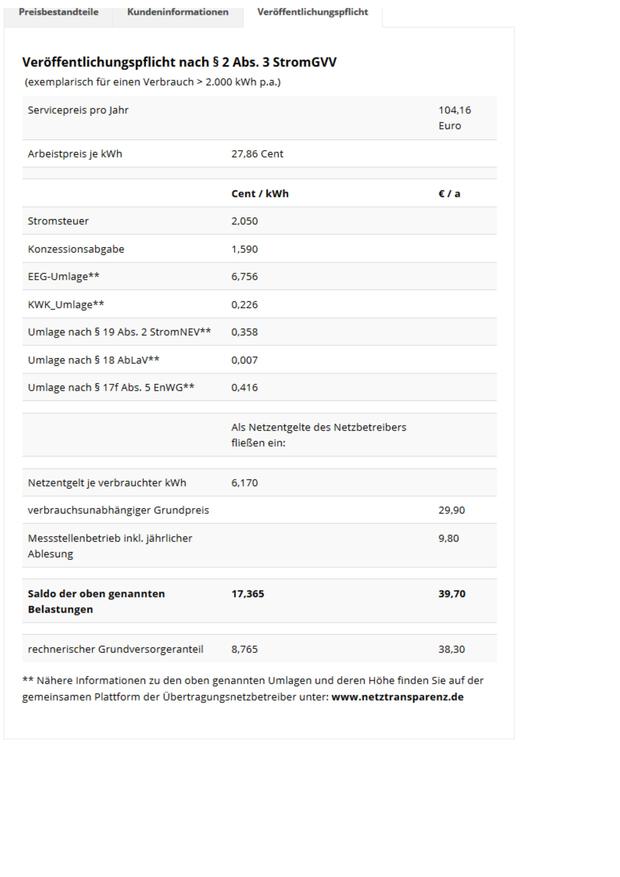 Preisbestandteile Kundeninformationen Veröffentlichungspflicht
Veröffentlichungspflicht nach § 2 Abs. 3 StromGVV
(exemplarisch für einen Verbrauch > 2.000 kWh p.a.)
Servicepreis pro Jahr 104,16
Euro
Arbeistpreis je kWh 27,86 Cent
Cent / kWh € / a
Stromsteuer 2,050
Konzessionsabgabe 1,590
EEG-Umlage** 6,756
KWK_Umlage** 0,226
Umlage nach § 19 Abs. 2 StromNEV** 0,358
Umlage nach § 18 AbLaV** 0,007
Umlage nach § 17f Abs. 5 EnWG** 0,416
Als Netzentgelte des Netzbetreibers
fließen ein:
Netzentgelt je verbrauchter kWh 6,170
verbrauchsunabhängiger Grundpreis 29,90
Messstellenbetrieb inkl. jährlicher 9,80
Ablesung
Saldo der oben genannten 17,365 39,70
Belastungen
rechnerischer Grundversorgeranteil 8,765 38,30
** Nähere Informationen zu den oben genannten Umlagen und deren Höhe finden Sie auf der
gemeinsamen Plattform der Übertragungsnetzbetreiber unter: www.netztransparenz.de